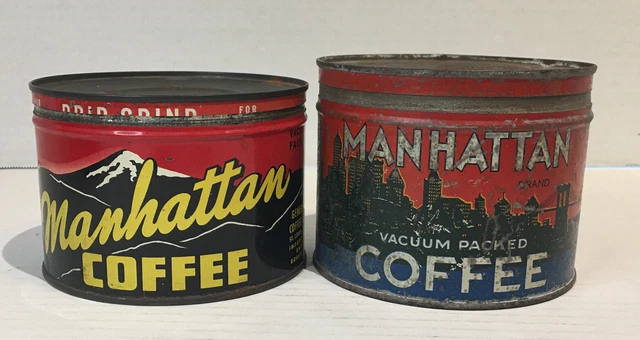 DRIP GRIND FOR
Manhattan
COFFEE
MANHATTAN
BRAND
VACUUM PACKED
COFFEE